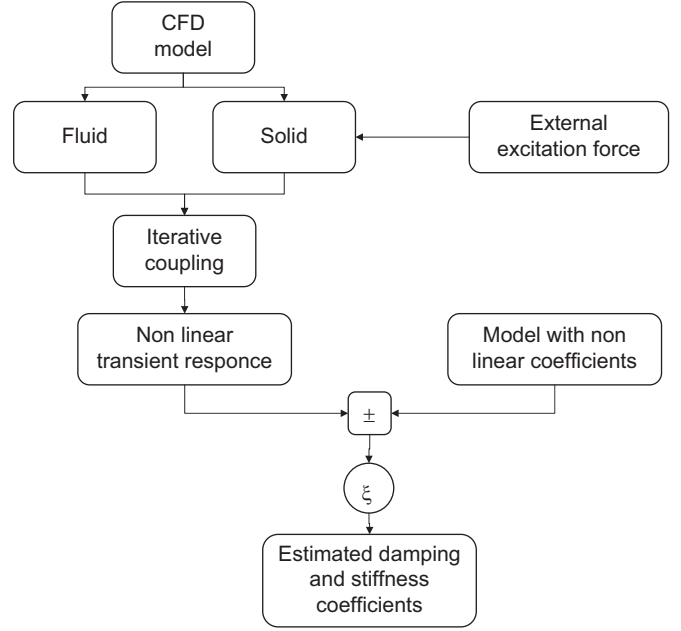 CFD
model
Fluid
Solid
External
excitation force
Iterative
coupling
Non linear
transient responce
Model with non
linear coefficients
±
ξ
Estimated damping
and stiffness
coefficients